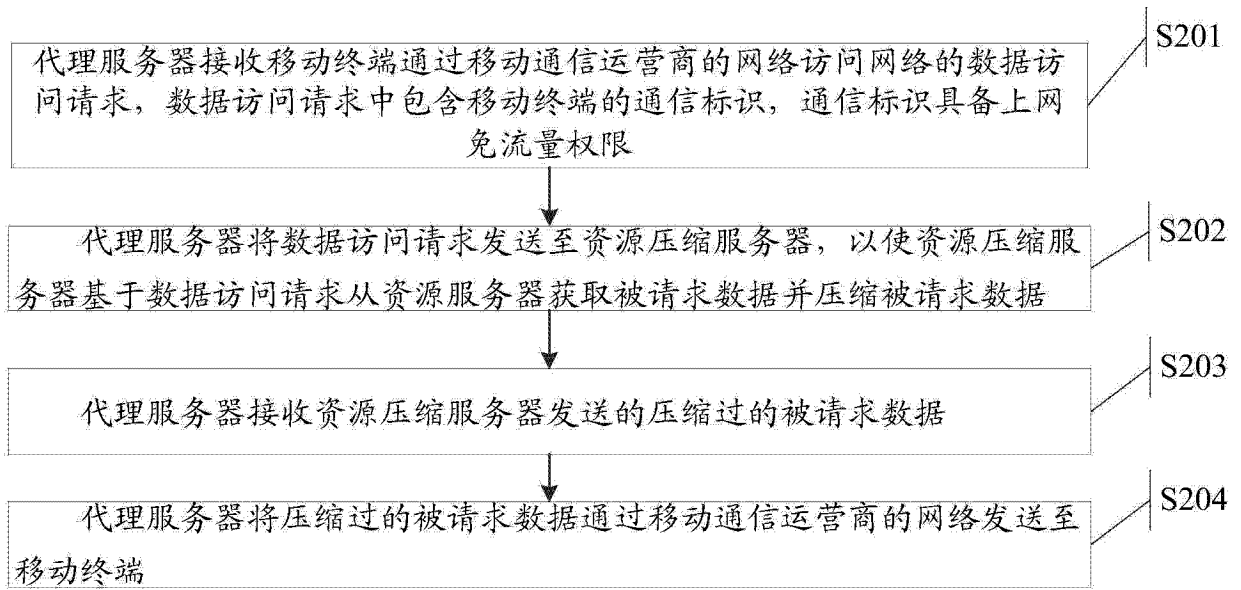 代理服务器接收移动终端通过移动通信运营商的网络访问网络的数据访
问请求，数据访问请求中包含移动终端的通信标识，通信标识具备上网
免流量权限
S201
代理服务器将数据访问请求发送至资源压缩服务器，以使资源压缩服
务器基于数据访问请求从资源服务器获取被请求数据并压缩被请求数据
S202
代理服务器接收资源压缩服务器发送的压缩过的被请求数据
S203
代理服务器将压缩过的被请求数据通过移动通信运营商的网络发送至
移动终端
S204